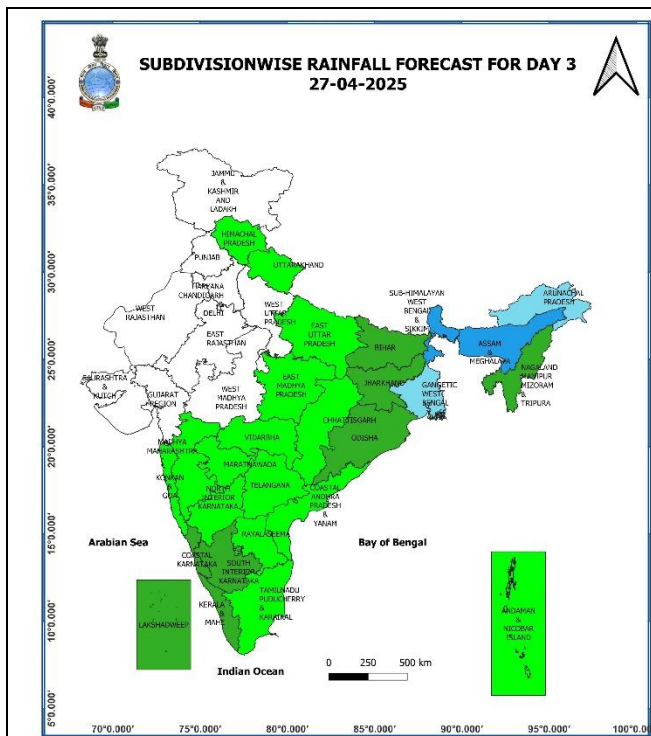 SUBDIVISIONWISE RAINFALL FORECAST FOR DAY 3
27-04-2025
40°0.000'
35°0.000'
30°0.000'
25°0.000'
20°0.000'
15°0.000'
10°0.000'
5°0.000'
JAMMU
&
KASHMIR
AND
LADAKH
HIMACHAL
PRADESH
PUNJAB
UTTARAKHAND
HARYANA
CHANDIGARH
DELHI
WEST
UTTAR
PRADESH
WEST
RAJASTHAN
EAST
RAJASTHAN
EAST
UTTAR
PRADESH
SUB-HIMALAYAN
WEST
BENGAL
&
SIKKIM
ARUNACHAL
PRADESH
ASSAM
&
MEGHALAYA
NAGALAND
MANIPUR
MIZORAM
&
TRIPURA
BIHAR
JHARKHAND
GANGETIC
WEST
BENGAL
SAURASHTRA
&
KUTCH
GUJARAT
REGION
WEST
MADHYA
PRADESH
EAST
MADHYA
PRADESH
CHHATTISGARH
ODISHA
VIDARBHA
MADHYA
MAHARASHTRA
MARATHWADA
KONKAN
&
GOA
NORTH
INTERIOR
KARNATAKA
TELANGANA
COASTAL
ANDHRA
PRADESH
&
YANAM
RAYALASEEMA
COASTAL
KARNATAKA
SOUTH
INTERIOR
KARNATAKA
TAMILNADU
PUDUCHERRY
&
KARAIKAL
KERALA
&
MAHE
LAKSHADWEEP
ANDAMAN
&
NICOBAR
ISLAND
Arabian Sea
Bay of Bengal
Indian Ocean
0 250 500 km
70°0.000' 75°0.000' 80°0.000' 85°0.000' 90°0.000' 95°0.000' 100°0.0